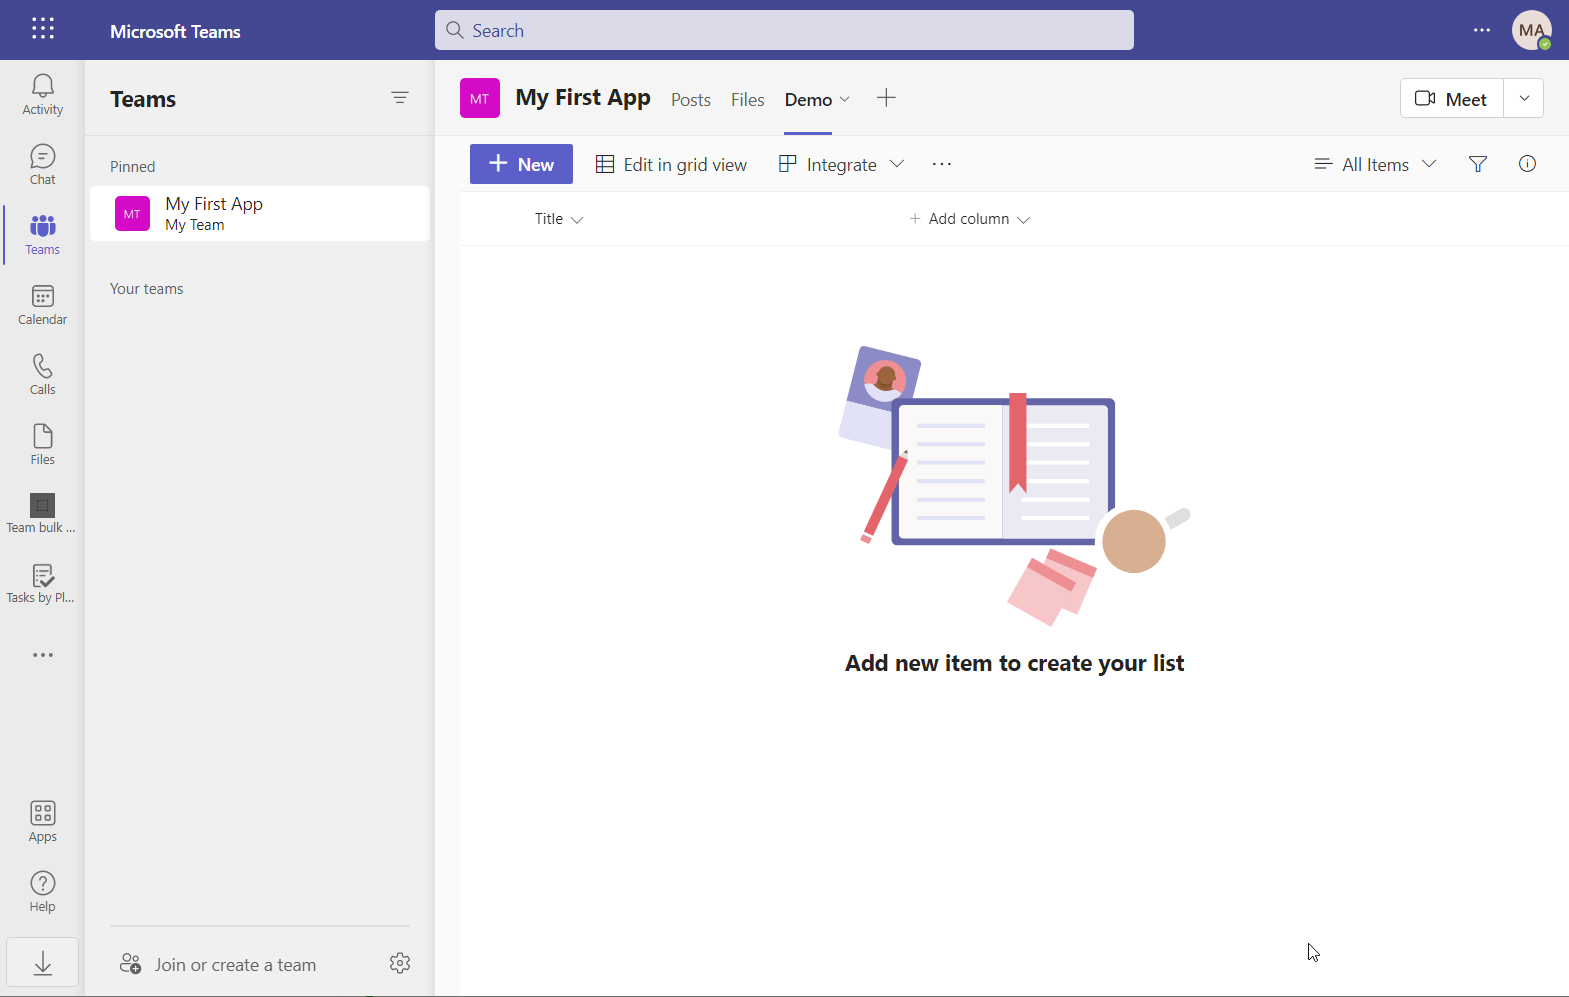 Microsoft Teams
Search
MA
Activity
Chat
Teams
Calendar
Calls
Files
Team bulk ...
Tasks by Pl...
Apps
Help
Teams
Pinned
MT
My First App
My Team
Your teams
Join or create a team
MT
My First App
Posts
Files
Demo
Meet
New
Edit in grid view
Integrate
All Items
Title
Add column
Add new item to create your list